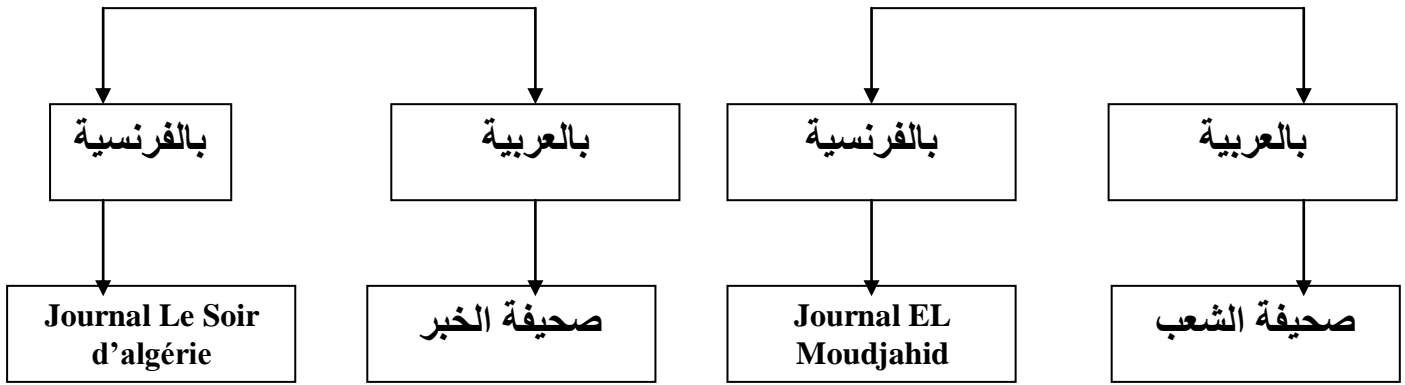 بالعربية
بالفرنسية
بالعربية
بالفرنسية
صحيفة الشعب
Journal EL
Moudjahid
صحيفة الخبر
Journal Le Soir
d’algérie